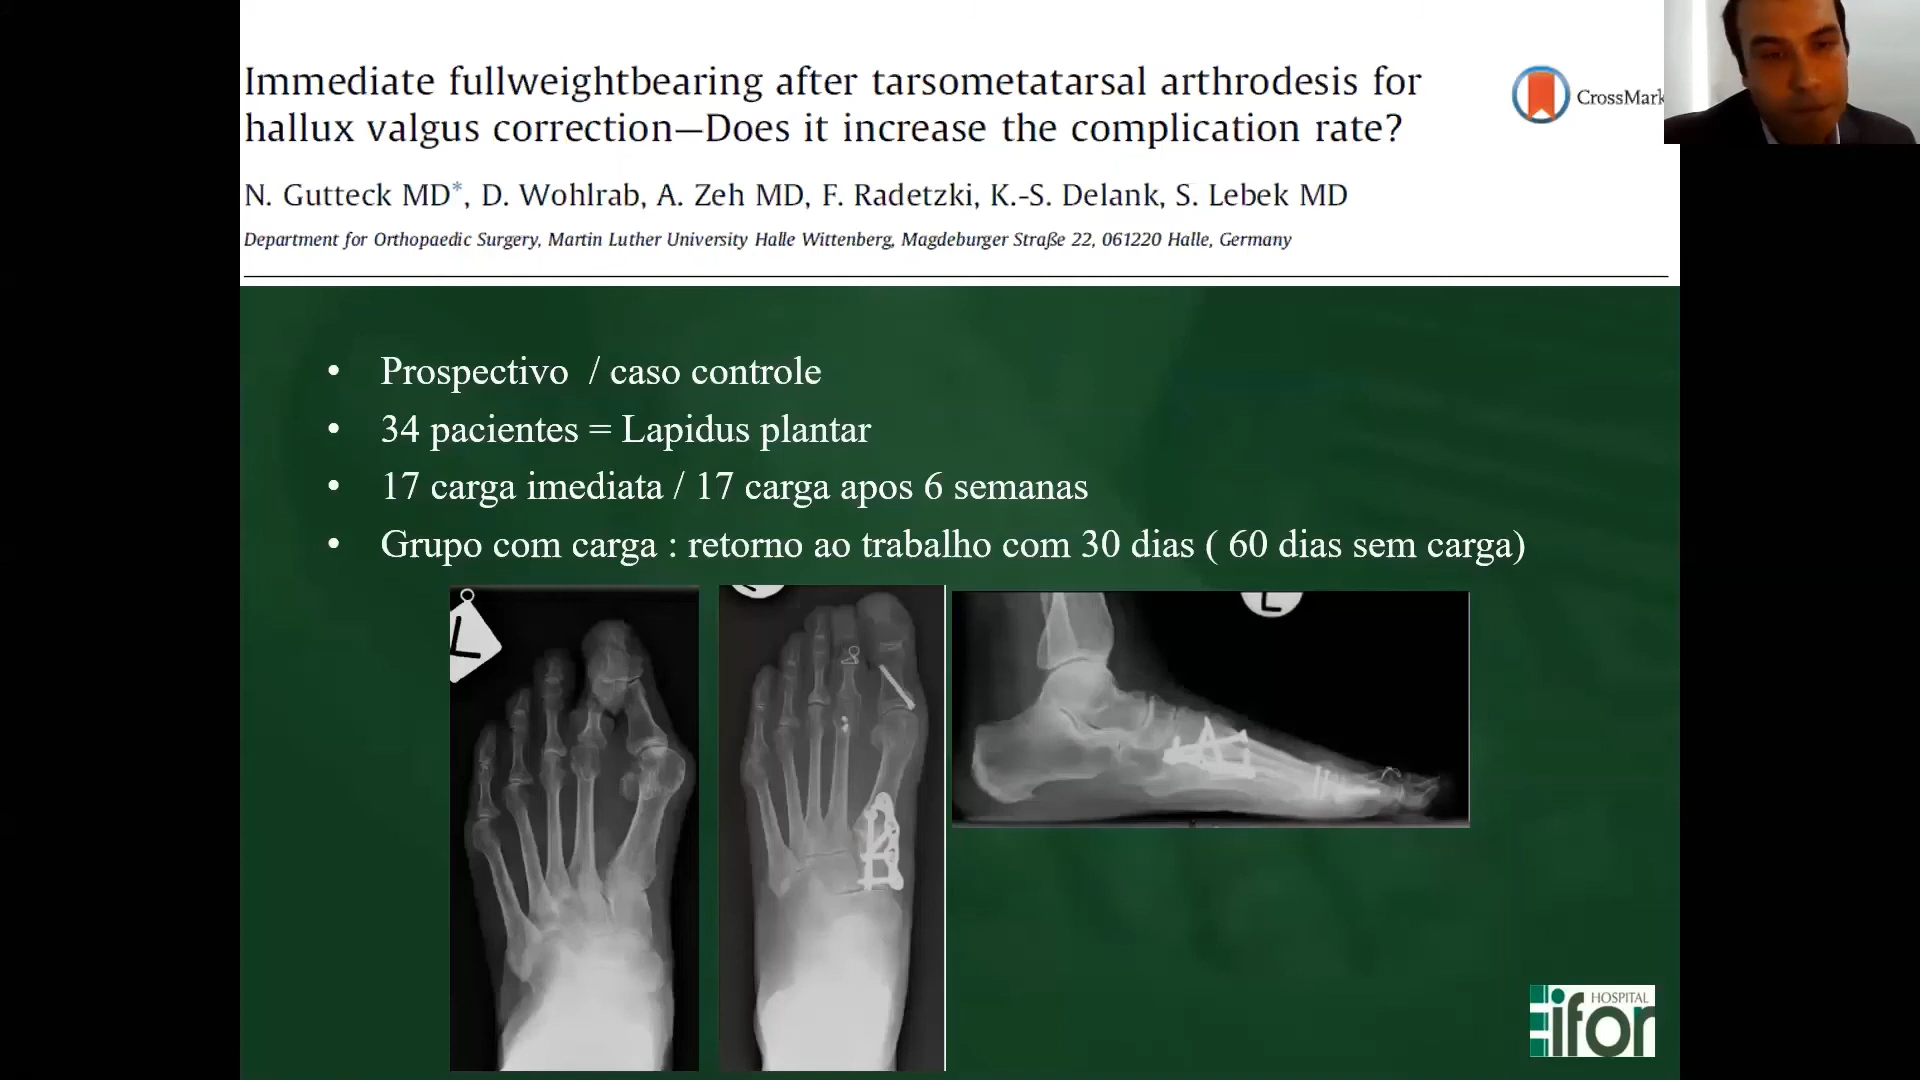 Immediate fullweightbearing after tarsometatarsal arthrodesis for
hallux valgus correction—Does it increase the complication rate?
CrossMark
N. Gutteck MD*, D. Wohlrab, A. Zeh MD, F. Radetzki, K.-S. Delank, S. Lebek MD
Department for Orthopaedic Surgery, Martin Luther University Halle Wittenberg, Magdeburger Straße 22, 061220 Halle, Germany
• Prospectivo / caso controle
• 34 pacientes = Lapidus plantar
• 17 carga imediata / 17 carga apos 6 semanas
• Grupo com carga : retorno ao trabalho com 30 dias ( 60 dias sem carga)
L
L
HOSPITAL
ifor